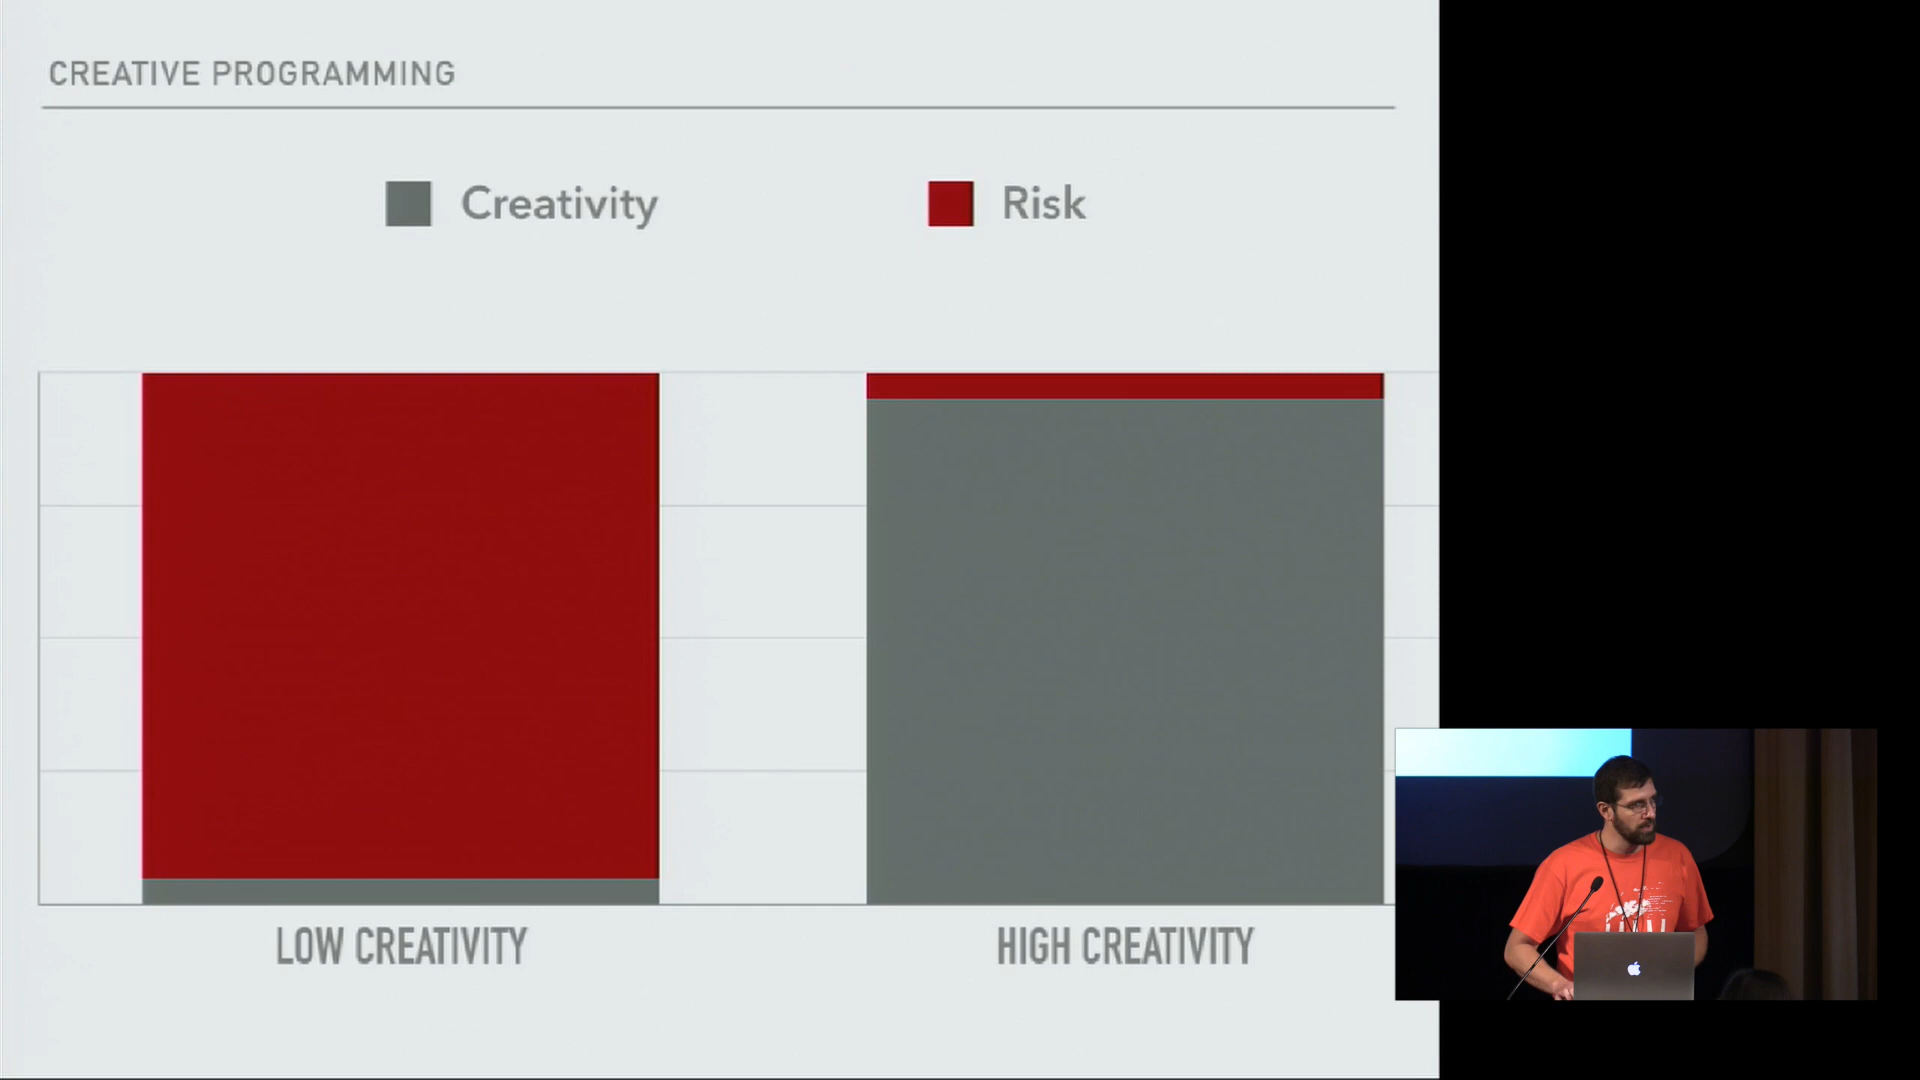 CREATIVE PROGRAMMING
Creativity
Risk
LOW CREATIVITY
HIGH CREATIVITY